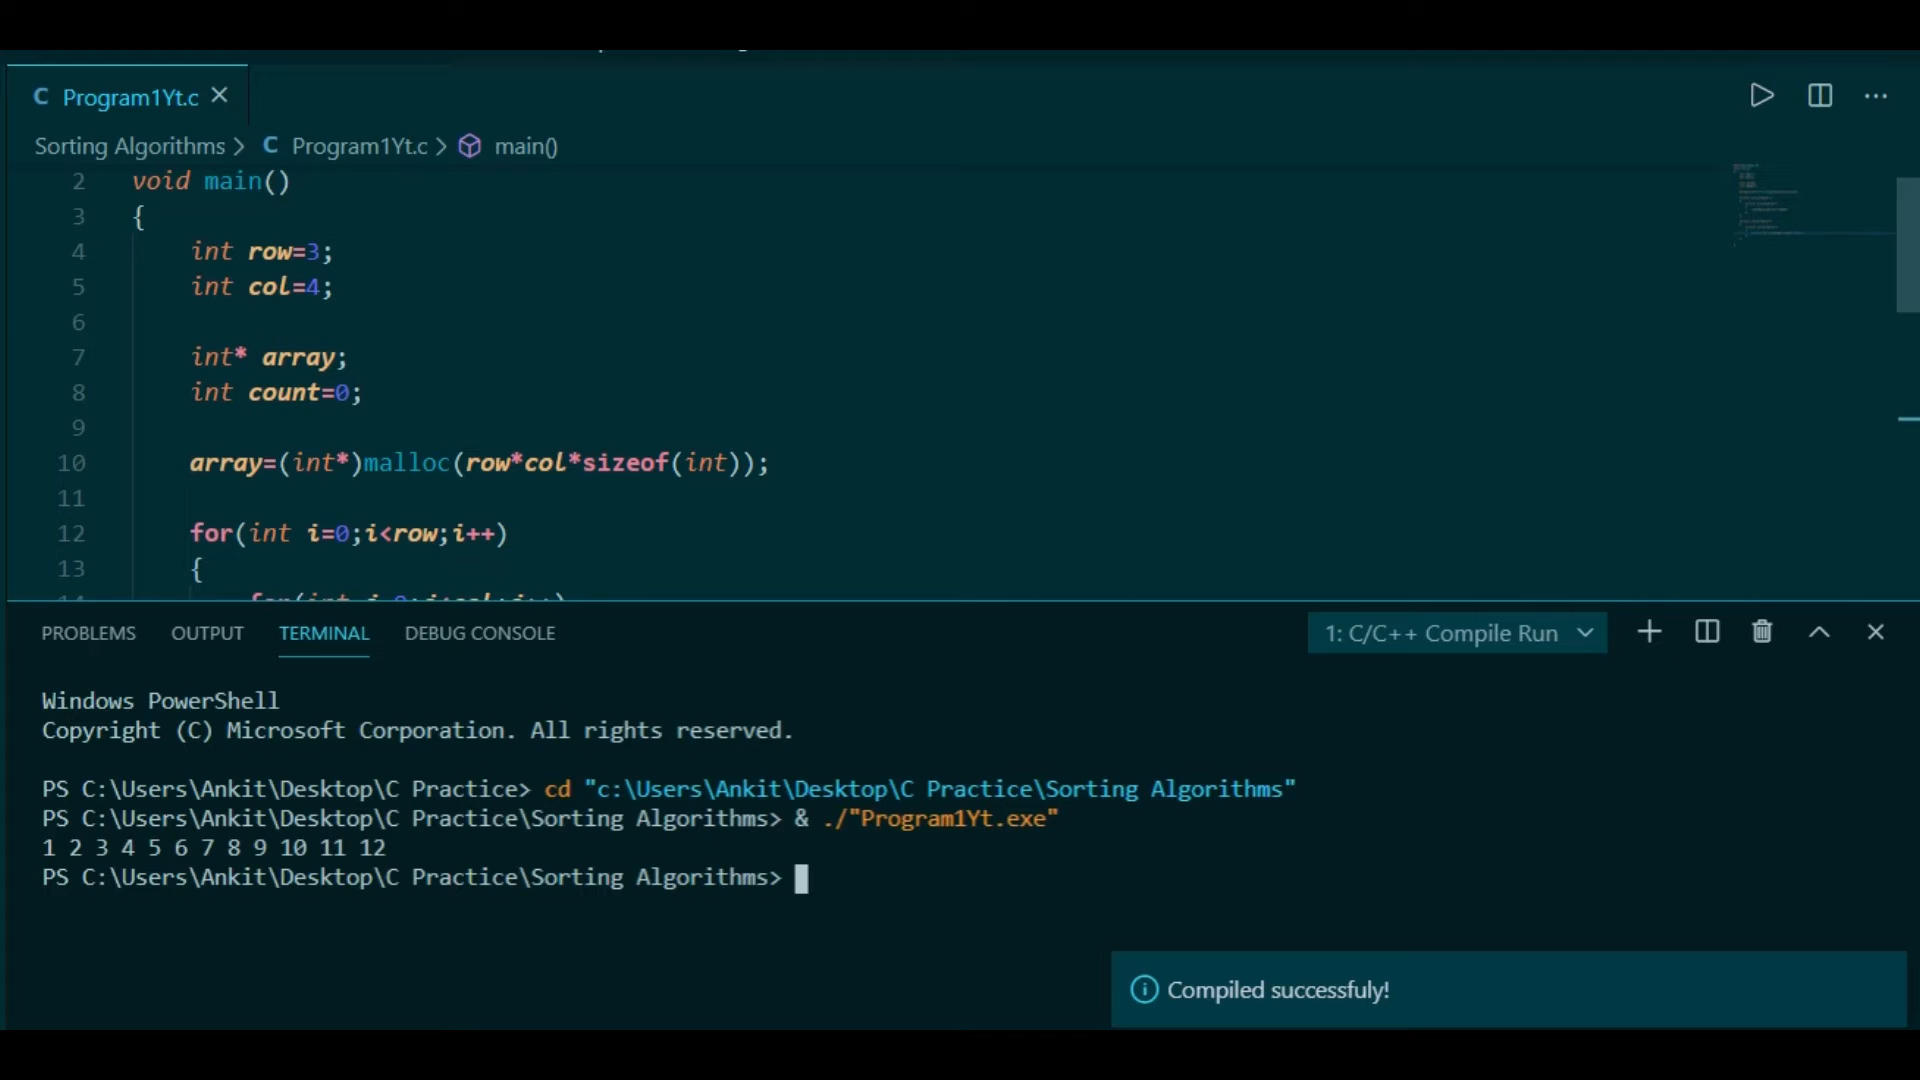 C Program1Yt.c
Sorting Algorithms > C Program1Yt.c > main()
2 void main()
3 {
4 int row=3;
5 int col=4;
6
7 int* array;
8 int count=0;
9
10 array=(int*)malloc(row*col*sizeof(int));
11
12 for(int i=0;i<row;i++)
13 {
PROBLEMS OUTPUT TERMINAL DEBUG CONSOLE 1: C/C++ Compile Run
Windows PowerShell
Copyright (C) Microsoft Corporation. All rights reserved.
PS C:\Users\Ankit\Desktop\C Practice> cd "c:\Users\Ankit\Desktop\C Practice\Sorting Algorithms"
PS C:\Users\Ankit\Desktop\C Practice\Sorting Algorithms> & ./"Program1Yt.exe"
1 2 3 4 5 6 7 8 9 10 11 12
PS C:\Users\Ankit\Desktop\C Practice\Sorting Algorithms>
Compiled successfuly!